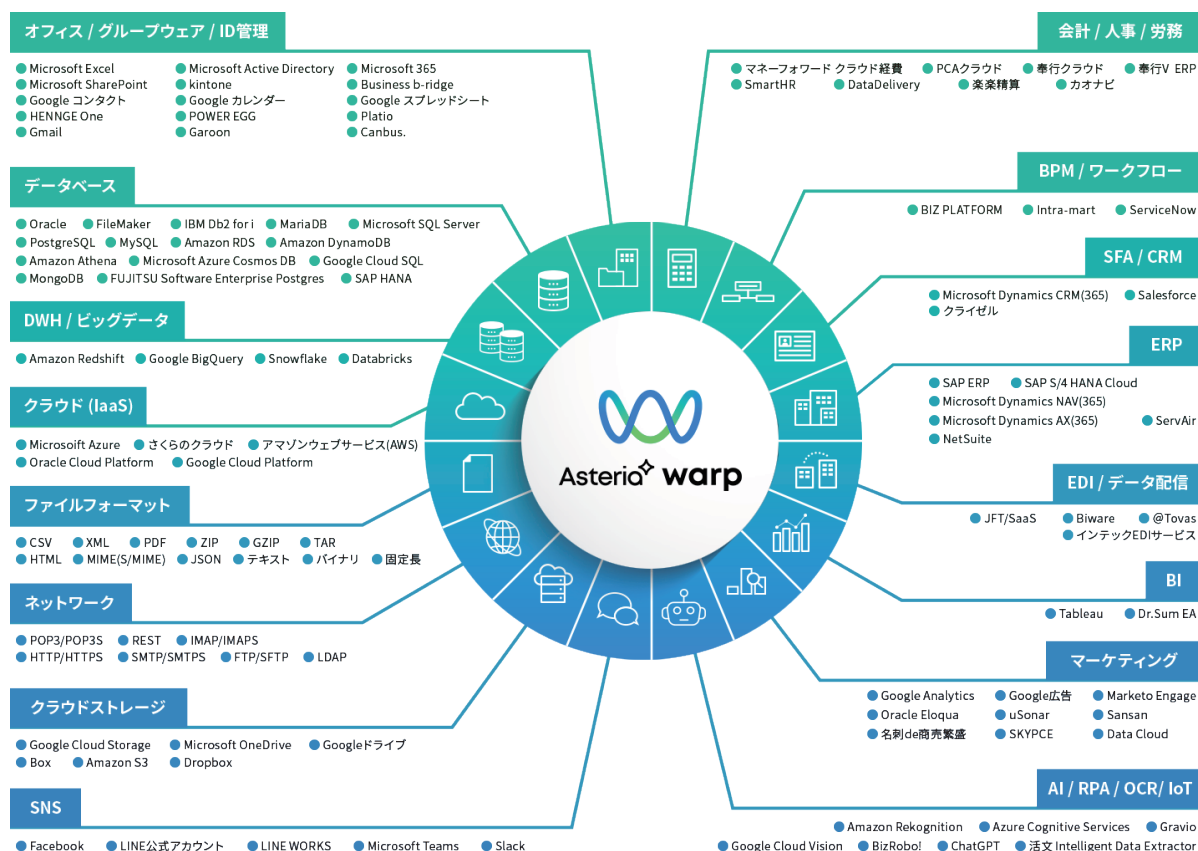 オフィス / グループウェア / ID管理
Microsoft Excel Microsoft Active Directory Microsoft 365
Microsoft SharePoint kintone Business b-ridge
Google コンタクト Google カレンダー Google スプレッドシート
HENNGE One POWER EGG Platio
Gmail Garoon Canbus.
データベース
Oracle FileMaker IBM Db2 for i MariaDB Microsoft SQL Server
PostgreSQL MySQL Amazon RDS Amazon DynamoDB
Amazon Athena Microsoft Azure Cosmos DB Google Cloud SQL
MongoDB FUJITSU Software Enterprise Postgres SAP HANA
DWH / ビッグデータ
Amazon Redshift Google BigQuery Snowflake Databricks
クラウド (IaaS)
Microsoift Azure さくらのクラウド アマゾンウェブサービス(AWS)
Oracle Cloud Platform Google Cloud Platform
ファイルフォーマット
CSV XML PDF ZIP GZIP TAR
HTML MIME(S/MIME) JSON テキスト バイナリ 固定長
ネットワーク
POP3/POP3S REST IMAP/IMAPS
HTTP/HTTPS SMTP/SMTPS FTP/SFTP LDAP
クラウドストレージ
Google Cloud Storage Microsoft OneDrive Googleドライブ
Box Amazon S3 Dropbox
SNS
Facebook LINE公式アカウント LINE WORKS Microsoft Teams Slack
Asteria warp
会計 / 人事 / 労務
マネーフォワード クラウド経費 PCAクラウド 奉行クラウド 奉行V ERP
SmartHR DataDelivery 楽楽精算 カオナビ
BPM / ワークフロー
BIZ PLATFORM Intra-mart ServiceNow
SFA / CRM
Microsoft Dynamics CRM(365) Salesforce
クライゼル
ERP
SAP ERP SAP S/4 HANA Cloud
Microsoft Dynamics NAV(365)
Microsoft Dynamics AX(365) ServAir
NetSuite
EDI / データ配信
JFT/SaaS Biware @Tovas
インテックEDIサービス
BI
Tableau Dr.Sum EA
マーケティング
Google Analytics Google広告 Marketo Engage
Oracle Eloqua uSonar Sansan
名刺de商売繁盛 SKYPCE Data Cloud
AI / RPA / OCR/ IoT
Amazon Rekognition Azure Cognitive Services Gravio
Google Cloud Vision BizRobo! ChatGPT 活文 Intelligent Data Extractor